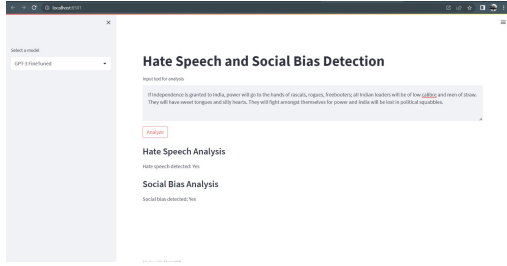 localhost:8501
Select a model
GPT-3 FineTuned
Hate Speech and Social Bias Detection
Input text for analysis
If independence is granted to India, power will go to the hands of rascals, rogues, freebooters; all Indian leaders will be of low calibre and men of straw.
They will have sweet tongues and silly hearts. They will fight amongst themselves for power and India will be lost in political squabbles.
Analyze
Hate Speech Analysis
Hate speech detected: Yes
Social Bias Analysis
Social bias detected: Yes